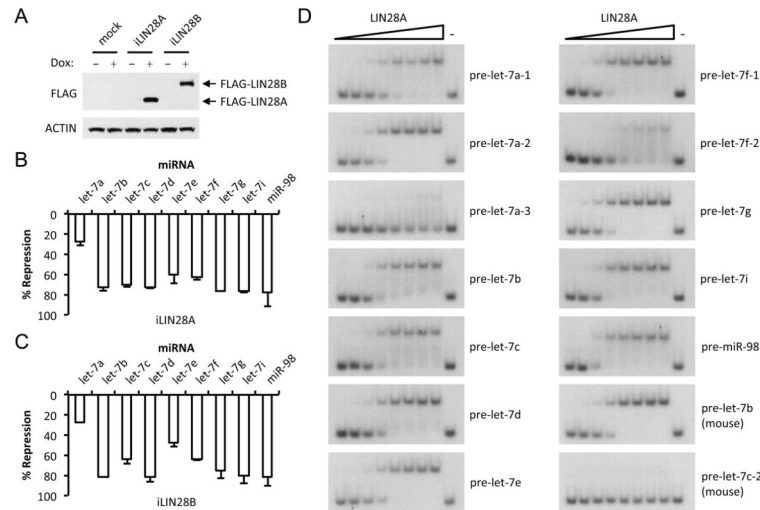 A
mock
iLIN28A
iLIN28B
Dox: – + – + – +
FLAG
FLAG-LIN28B
FLAG-LIN28A
ACTIN
B
miRNA
let-7a let-7b let-7c let-7d let-7e let-7f let-7g let-7i miR-98
% Repression
0
20
40
60
80
100
iLIN28A
C
miRNA
let-7a let-7b let-7c let-7d let-7e let-7f let-7g let-7i miR-98
% Repression
0
20
40
60
80
100
iLIN28B
D
LIN28A
-
pre-let-7a-1
pre-let-7a-2
pre-let-7a-3
pre-let-7b
pre-let-7c
pre-let-7d
pre-let-7e
LIN28A
-
pre-let-7f-1
pre-let-7f-2
pre-let-7g
pre-let-7i
pre-miR-98
pre-let-7b
(mouse)
pre-let-7c-2
(mouse)